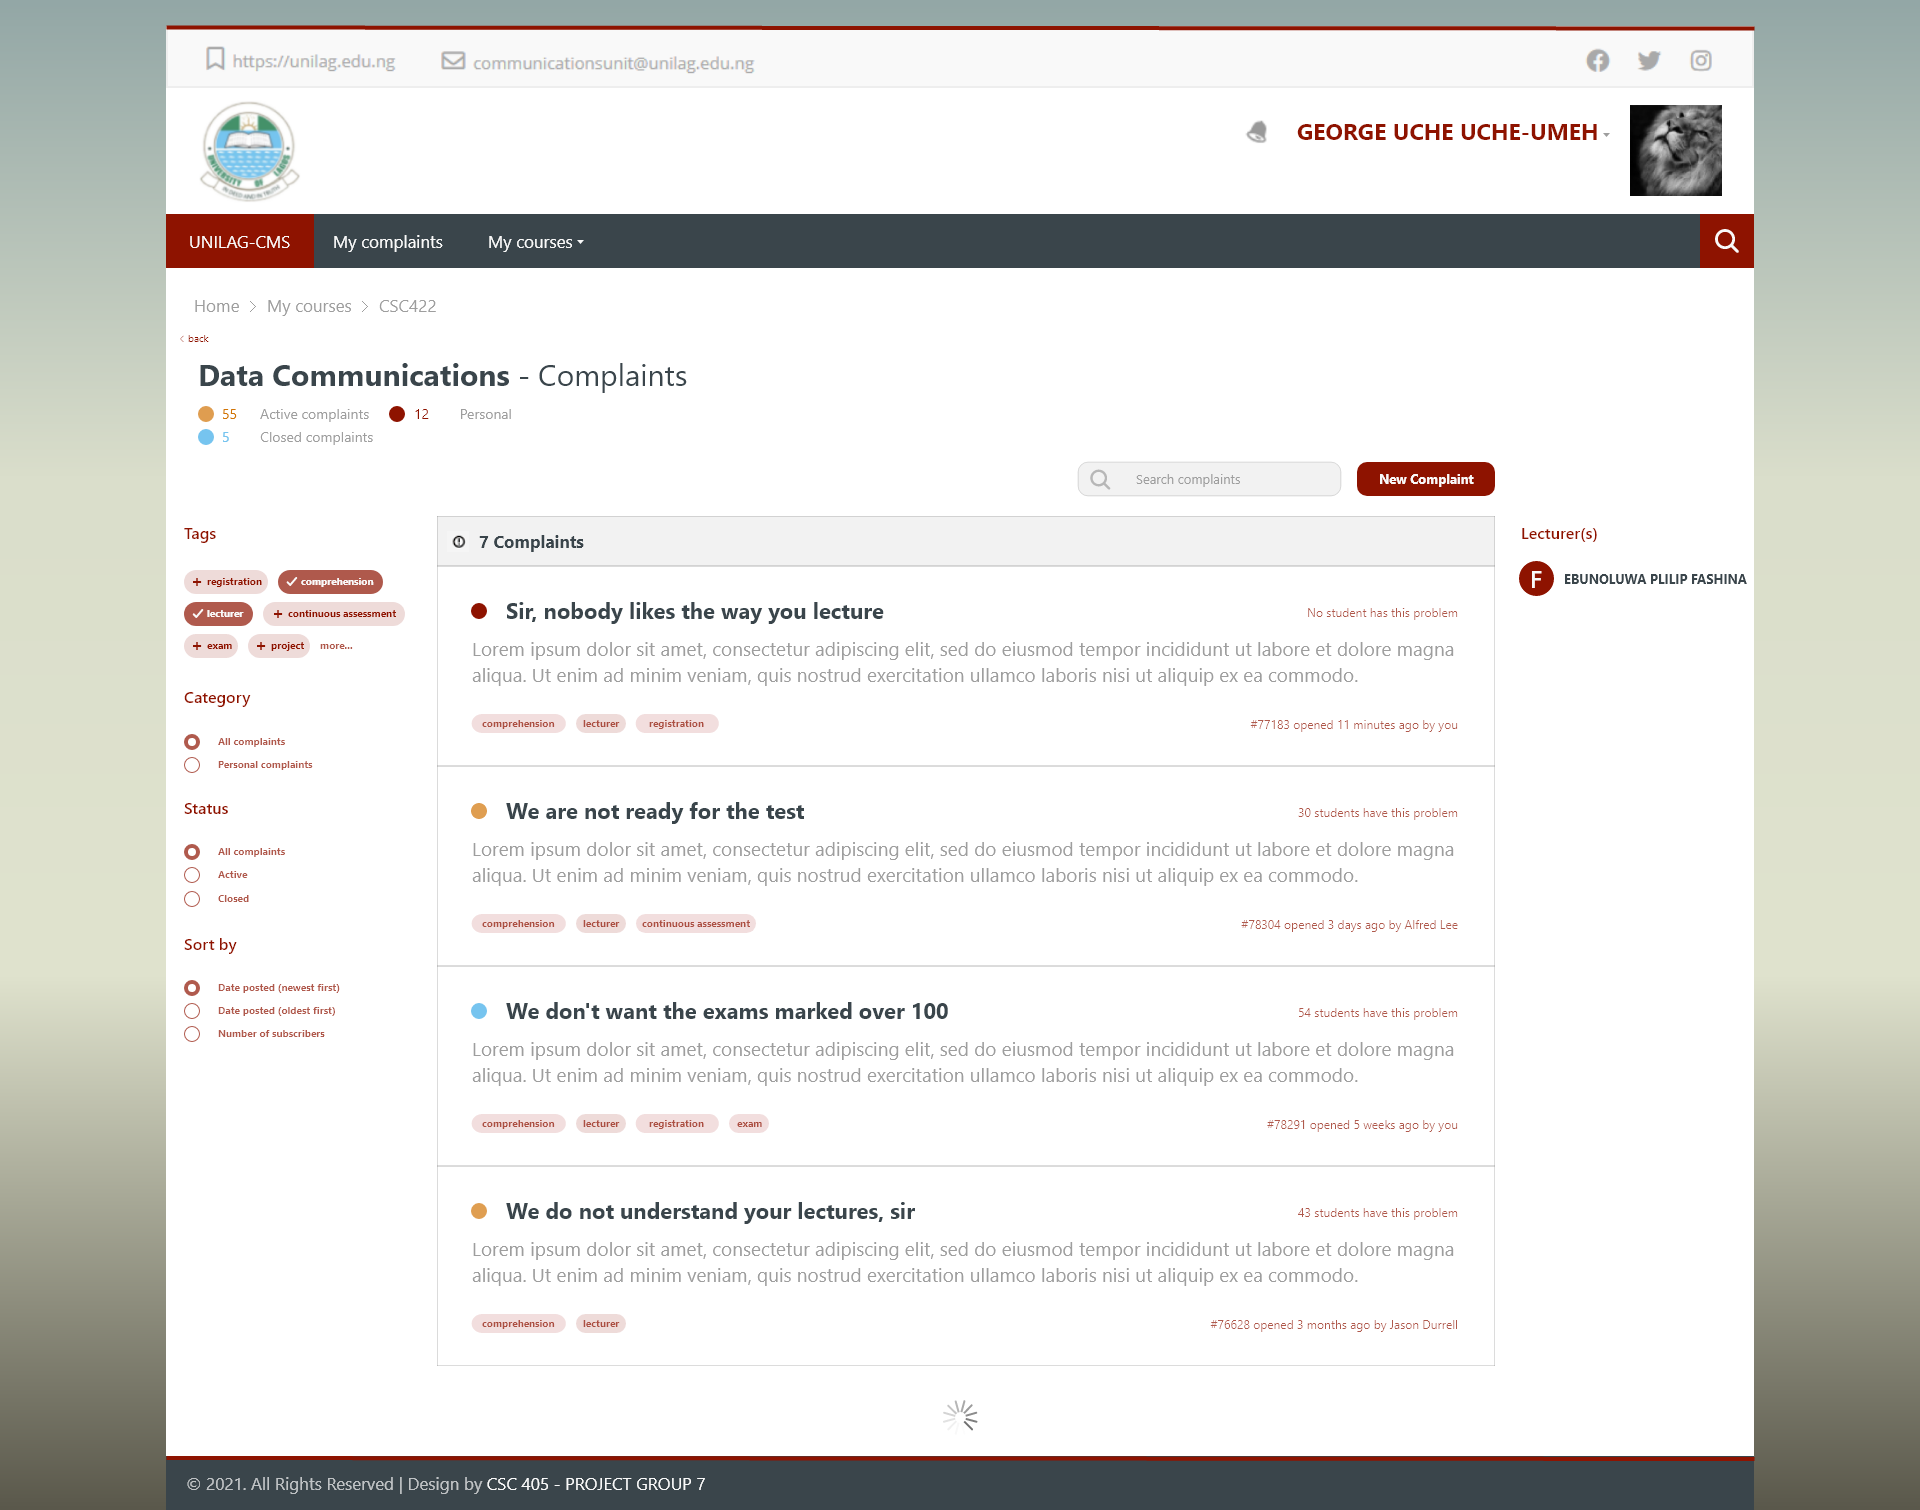 https://unilag.edu.ng
communicationsunit@unilag.edu.ng
UNIVERSITY OF LAGOS
IN DEED AND IN TRUTH
GEORGE UCHE UCHE-UMEH
UNILAG-CMS
My complaints
My courses
Home > My courses > CSC422
< back
Data Communications - Complaints
55 Active complaints
12 Personal
5 Closed complaints
Search complaints
New Complaint
Tags
+ registration
comprehension
lecturer
+ continuous assessment
+ exam
+ project
more...
Category
All complaints
Personal complaints
Status
All complaints
Active
Closed
Sort by
Date posted (newest first)
Date posted (oldest first)
Number of subscribers
7 Complaints
Sir, nobody likes the way you lecture
No student has this problem
Lorem ipsum dolor sit amet, consectetur adipiscing elit, sed do eiusmod tempor incididunt ut labore et dolore magna
aliqua. Ut enim ad minim veniam, quis nostrud exercitation ullamco laboris nisi ut aliquip ex ea commodo.
comprehension lecturer registration
#77183 opened 11 minutes ago by you
We are not ready for the test
30 students have this problem
Lorem ipsum dolor sit amet, consectetur adipiscing elit, sed do eiusmod tempor incididunt ut labore et dolore magna
aliqua. Ut enim ad minim veniam, quis nostrud exercitation ullamco laboris nisi ut aliquip ex ea commodo.
comprehension lecturer continuous assessment
#78304 opened 3 days ago by Alfred Lee
We don't want the exams marked over 100
54 students have this problem
Lorem ipsum dolor sit amet, consectetur adipiscing elit, sed do eiusmod tempor incididunt ut labore et dolore magna
aliqua. Ut enim ad minim veniam, quis nostrud exercitation ullamco laboris nisi ut aliquip ex ea commodo.
comprehension lecturer registration exam
#78291 opened 5 weeks ago by you
We do not understand your lectures, sir
43 students have this problem
Lorem ipsum dolor sit amet, consectetur adipiscing elit, sed do eiusmod tempor incididunt ut labore et dolore magna
aliqua. Ut enim ad minim veniam, quis nostrud exercitation ullamco laboris nisi ut aliquip ex ea commodo.
comprehension lecturer
#76628 opened 3 months ago by Jason Durrell
Lecturer(s)
F
EBUNOLUWA PLILIP FASHINA
© 2021. All Rights Reserved | Design by CSC 405 - PROJECT GROUP 7